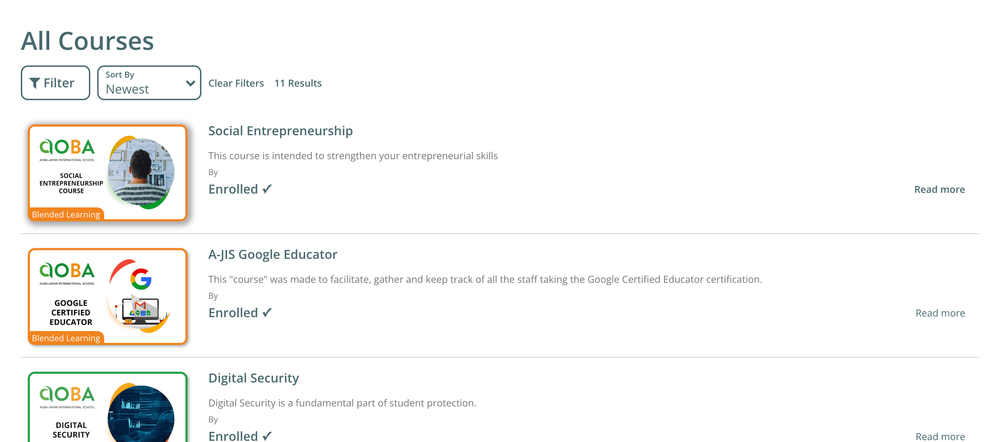 All Courses
Filter
Sort By
Newest
Clear Filters
11 Results
AOBA
AOBA-JAPAN INTERNATIONAL SCHOOL
SOCIAL
ENTREPRENEURSHIP
COURSE
Blended Learning
Social Entrepreneurship
This course is intended to strengthen your entrepreneurial skills
By
Enrolled ✓
Read more
AOBA
AOBA-JAPAN INTERNATIONAL SCHOOL
GOOGLE
CERTIFIED
EDUCATOR
Blended Learning
A-JIS Google Educator
This "course" was made to facilitate, gather and keep track of all the staff taking the Google Certified Educator certification.
By
Enrolled ✓
Read more
AOBA
AOBA-JAPAN INTERNATIONAL SCHOOL
DIGITAL
SECURITY
Digital Security
Digital Security is a fundamental part of student protection.
By
Enrolled ✓
Read more